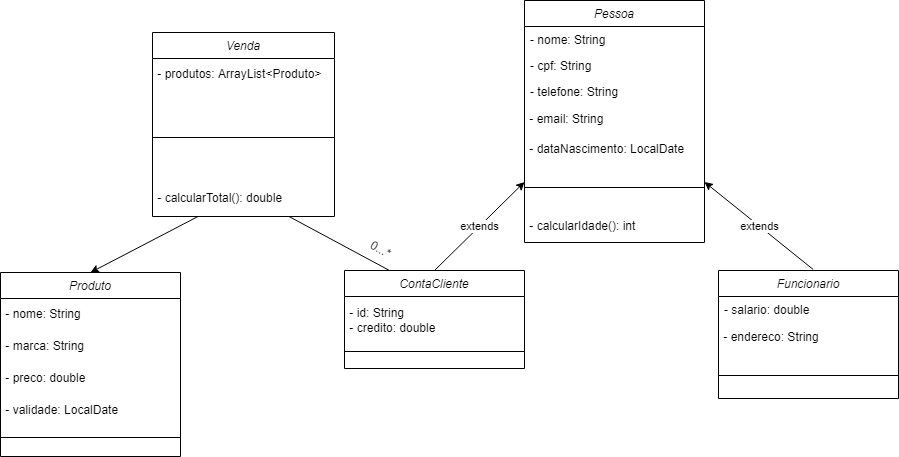 Venda
- produtos: ArrayList<Produto>
- calcularTotal(): double
Pessoa
- nome: String
- cpf: String
- telefone: String
- email: String
- dataNascimento: LocalDate
- calcularIdade(): int
extends
extends
0... *
Produto
- nome: String
- marca: String
- preco: double
- validade: LocalDate
ContaCliente
- id: String
- credito: double
Funcionario
- salario: double
- endereco: String